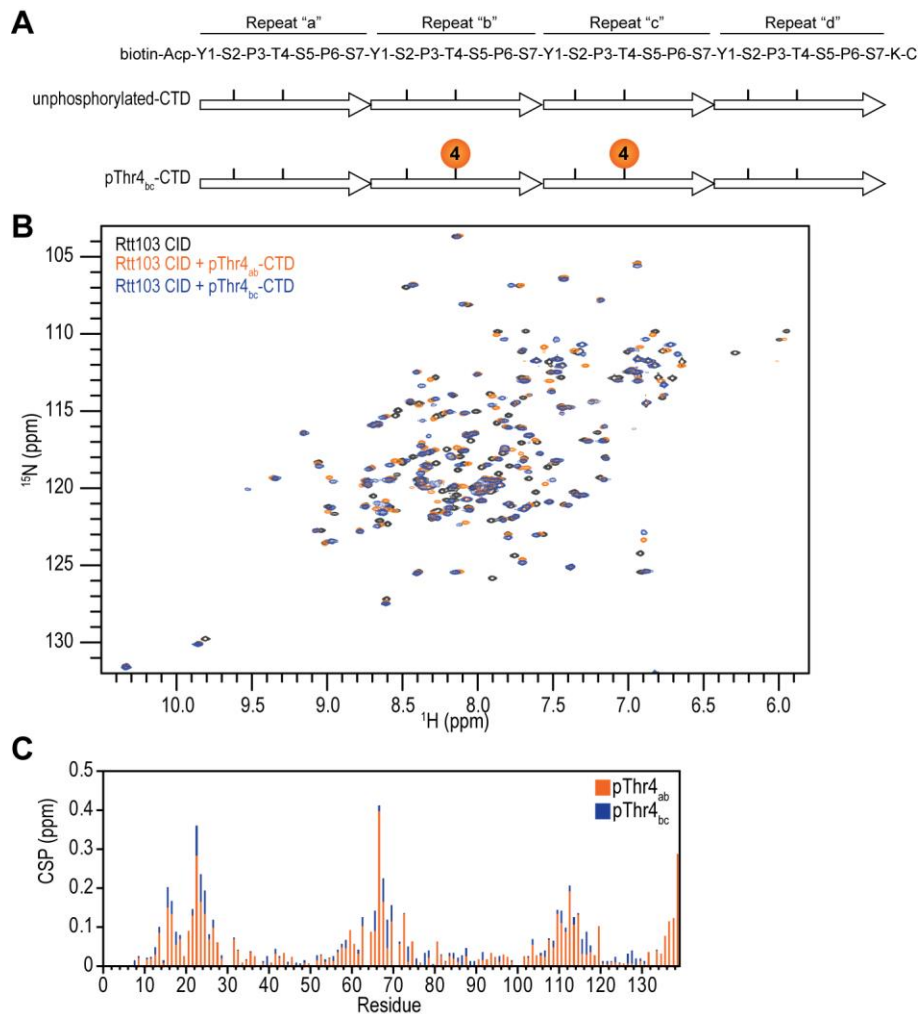 A
Repeat "a" Repeat "b" Repeat "c" Repeat "d"
biotin-Acp-Y1-S2-P3-T4-S5-P6-S7-Y1-S2-P3-T4-S5-P6-S7-Y1-S2-P3-T4-S5-P6-S7-Y1-S2-P3-T4-S5-P6-S7-K-C
unphosphorylated-CTD
4 4
pThr4bc-CTD
B
Rtt103 CID
Rtt103 CID + pThr4ab-CTD
Rtt103 CID + pThr4bc-CTD
105
110
115
120
125
130
15N (ppm)
10.0 9.0 8.5 8.0 7.5 7.0 6.0
1H (ppm)
C
0.5
0.4
0.3
0.2
0.1
0
CSP (ppm)
pThr4ab
pThr4bc
0 10 20 30 40 50 60 70 80 90 100 110 120 130
Residue